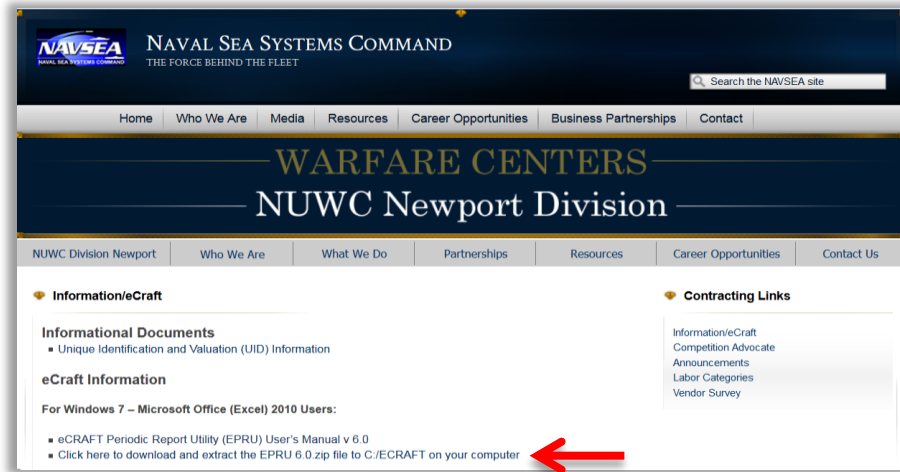 NAVSEA
NAVAL SEA SYSTEMS COMMAND
NAVAL SEA SYSTEMS COMMAND
THE FORCE BEHIND THE FLEET
Search the NAVSEA site
Home Who We Are Media Resources Career Opportunities Business Partnerships Contact
WARFARE CENTERS
NUWC Newport Division
NUWC Division Newport Who We Are What We Do Partnerships Resources Career Opportunities Contact Us
Information/eCraft
Informational Documents
Unique Identification and Valuation (UID) Information
eCraft Information
For Windows 7 – Microsoft Office (Excel) 2010 Users:
eCRAFT Periodic Report Utility (EPRU) User's Manual v 6.0
Click here to download and extract the EPRU 6.0.zip file to C:/ECRAFT on your computer
Contracting Links
Information/eCraft
Competition Advocate
Announcements
Labor Categories
Vendor Survey